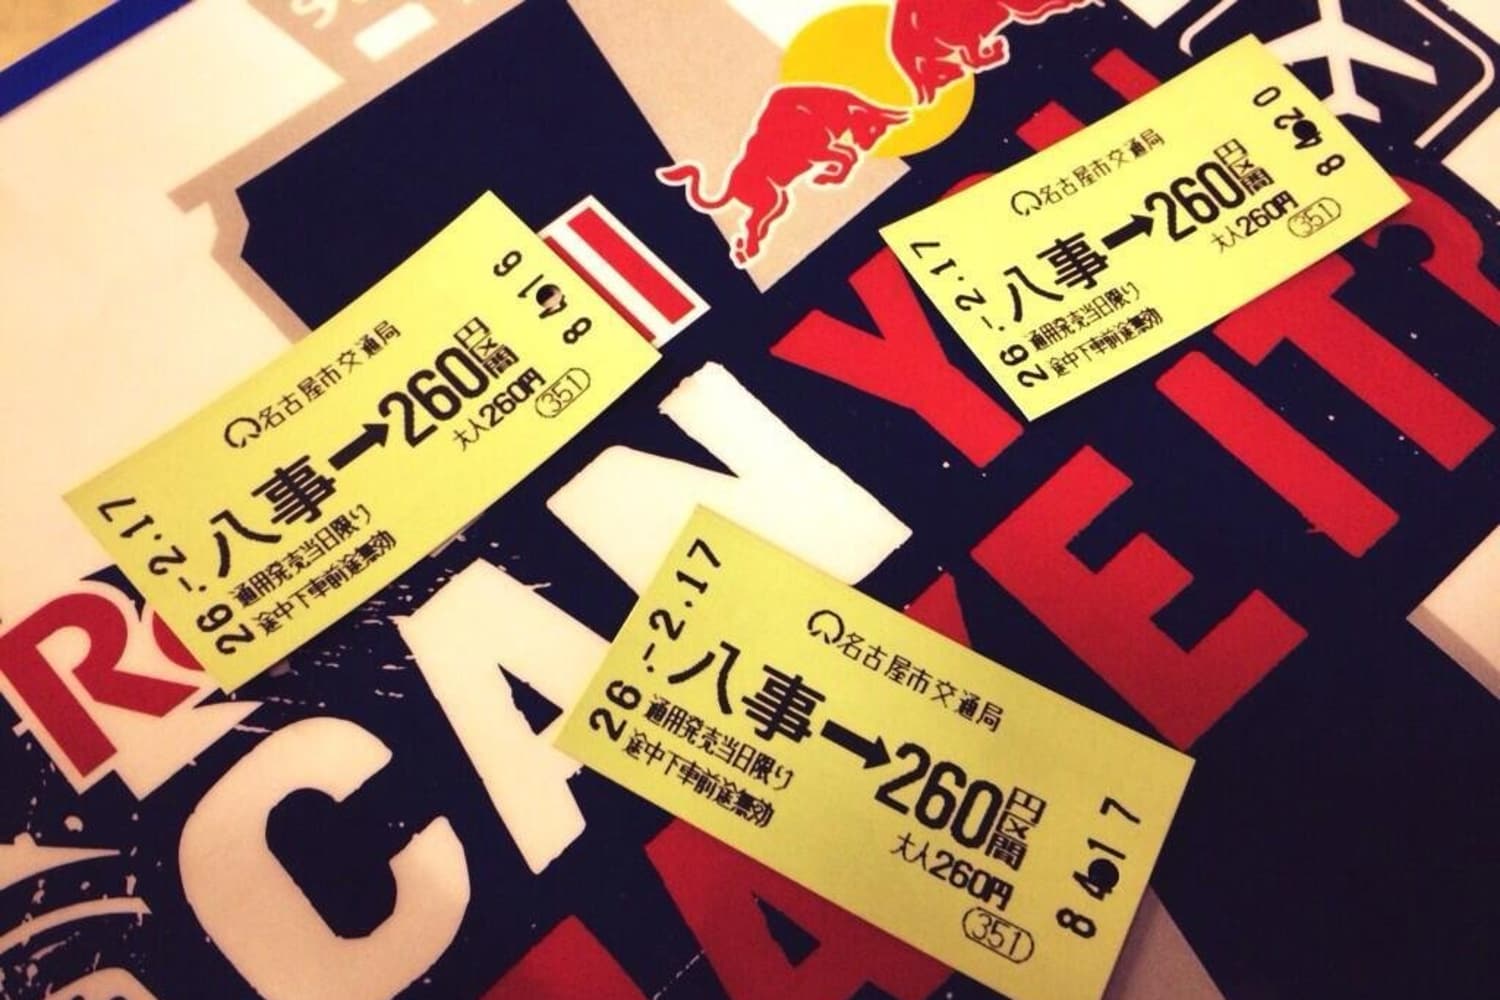 名古屋市交通局
八事→260円区間
大人260円
通用発売当日限り
途中下車前途無効
351
26.-2.17
8416
名古屋市交通局
八事→260円区間
大人260円
通用発売当日限り
途中下車前途無効
351
26.-2.17
8420
名古屋市交通局
八事→260円区間
大人260円
通用発売当日限り
途中下車前途無効
351
26.-2.17
8417
CAN Y
KE IT?